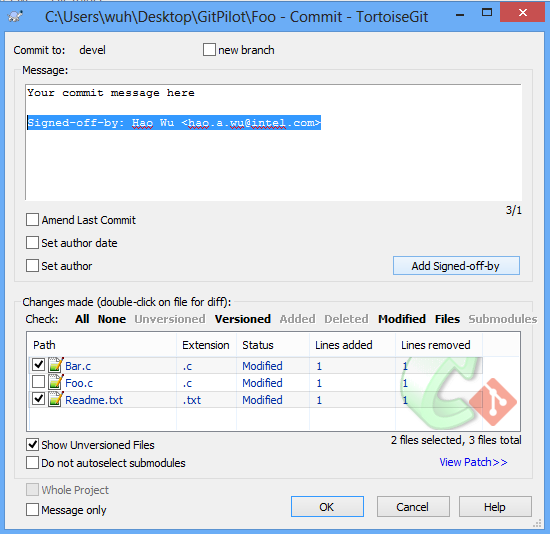 C:\Users\wuh\Desktop\GitPilot\Foo - Commit - TortoiseGit
Commit to: devel new branch
Message:
Your commit message here
Signed-off-by: Hao Wu <hao.a.wu@intel.com>
3/1
Amend Last Commit
Set author date
Set author
Add Signed-off-by
Changes made (double-click on file for diff):
Check: All None Unversioned Versioned Added Deleted Modified Files Submodules
Path Extension Status Lines added Lines removed
Bar.c .c Modified 1 1
Foo.c .c Modified 1 1
Readme.txt .txt Modified 1 1
Show Unversioned Files
2 files selected, 3 files total
Do not autoselect submodules
View Patch>>
Whole Project
Message only
OK Cancel Help